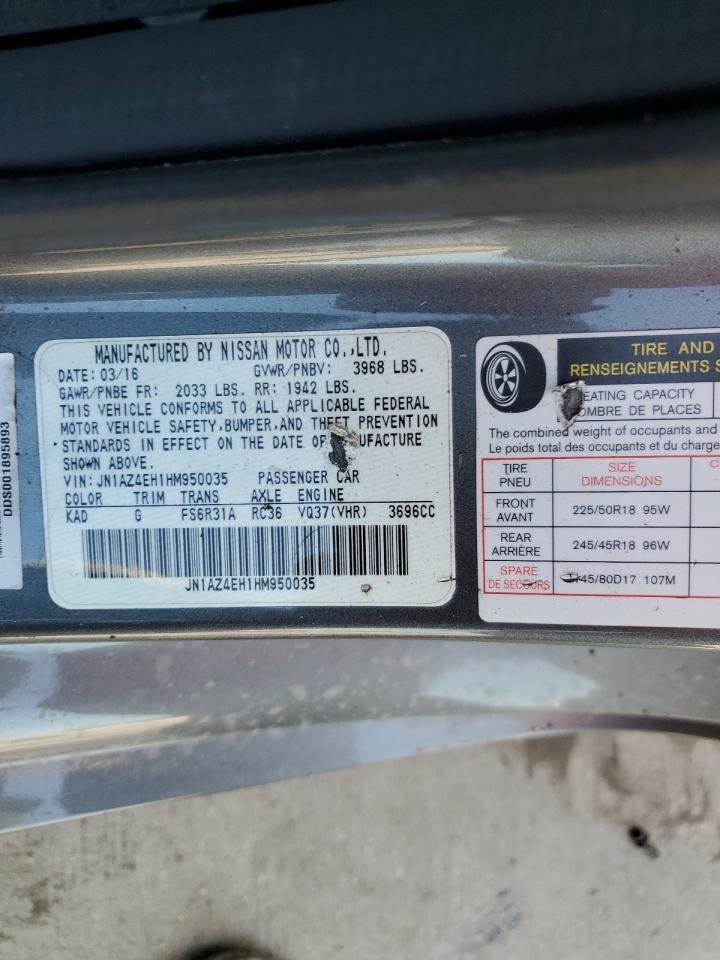 MANUFACTURED BY NISSAN MOTOR CO.,LTD.
DATE: 03/16 GVWR/PNBV: 3968 LBS.
GAWR/PNBE FR: 2033 LBS. RR: 1942 LBS.
THIS VEHICLE CONFORMS TO ALL APPLICABLE FEDERAL
MOTOR VEHICLE SAFETY, BUMPER, AND THEFT PREVENTION
STANDARDS IN EFFECT ON THE DATE OF UFACTURE
SHOWN ABOVE.
VIN: JN1AZ4EH1HM950035 PASSENGER CAR
COLOR TRIM TRANS AXLE ENGINE
KAD G FS6R31A RC36 VQ37(VHR) 3696CC
JN1AZ4EH1HM950035
DDS001895893
TIRE AND
RENSEIGNEMENTS S
EATING CAPACITY
OMBRE DE PLACES
The combined weight of occupants and
Le poids total des occupants et du charge
TIRE SIZE C
PNEU DIMENSIONS
FRONT
AVANT 225/50R18 95W
REAR
ARRIÈRE 245/45R18 96W
SPARE
DE SECOURS 45/80D17 107M